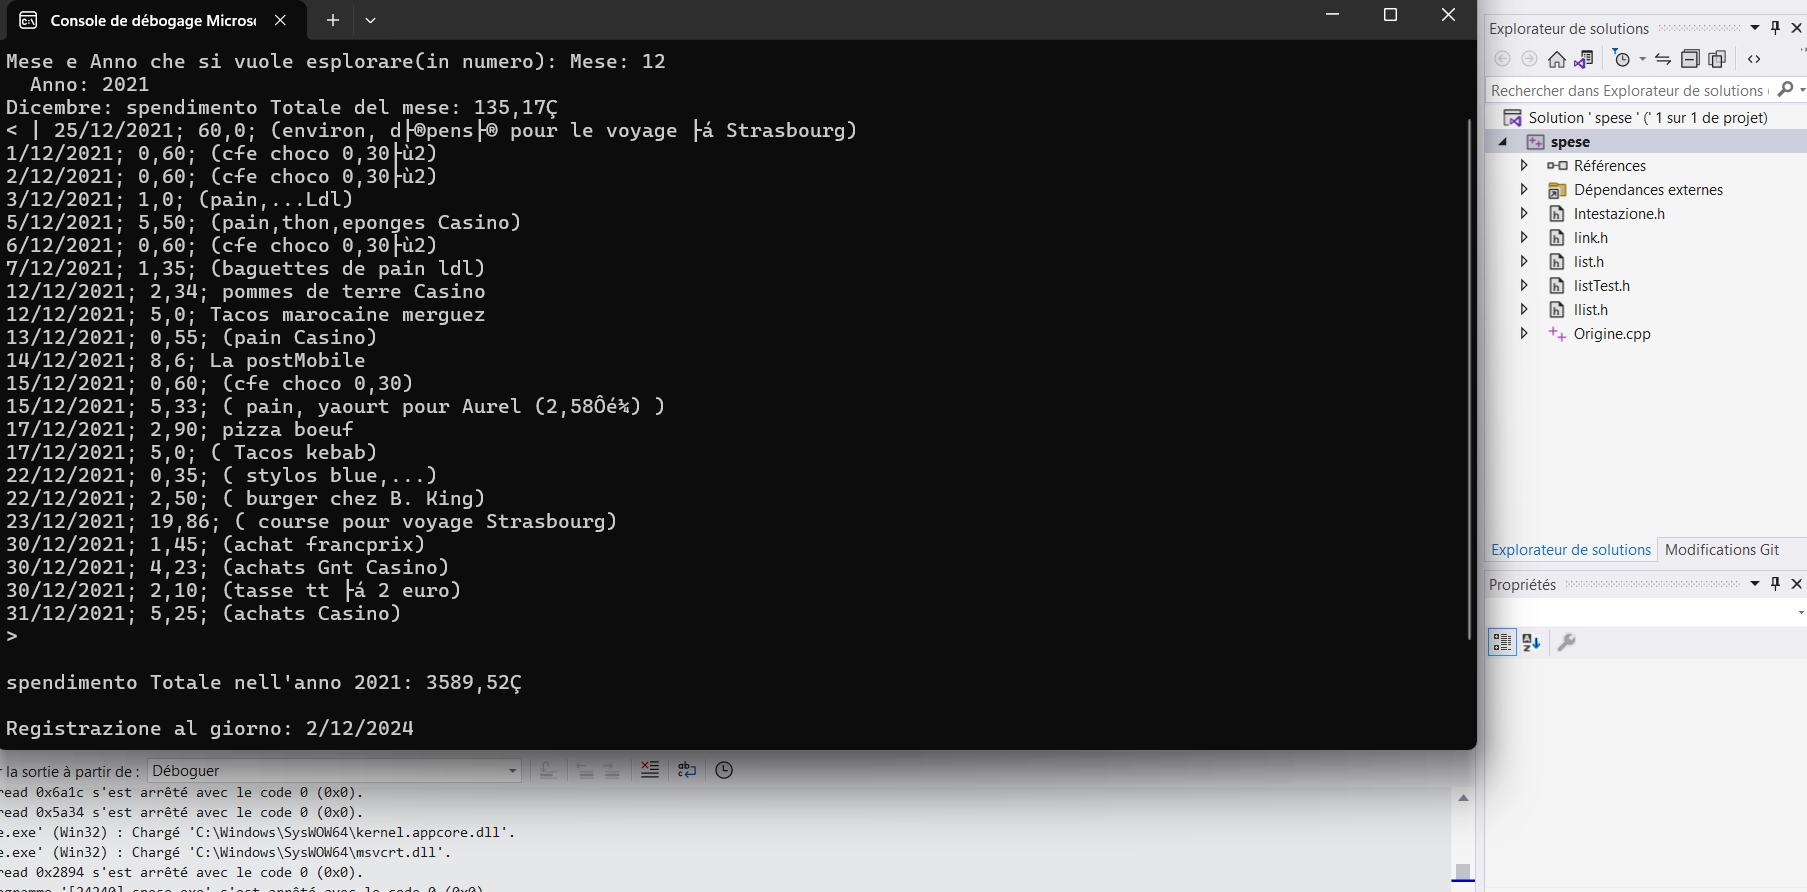 Console de débogage Micros
Mese e Anno che si vuole esplorare(in numero): Mese: 12
Anno: 2021
Dicembre: spendimento Totale del mese: 135,17Ç
< | 25/12/2021; 60,0; (environ, d├®pens├® pour le voyage ├á Strasbourg)
1/12/2021; 0,60; (cfe choco 0,30├ù2)
2/12/2021; 0,60; (cfe choco 0,30├ù2)
3/12/2021; 1,0; (pain,...Ldl)
5/12/2021; 5,50; (pain,thon,eponges Casino)
6/12/2021; 0,60; (cfe choco 0,30├ù2)
7/12/2021; 1,35; (baguettes de pain ldl)
12/12/2021; 2,34; pommes de terre Casino
12/12/2021; 5,0; Tacos marocaine merguez
13/12/2021; 0,55; (pain Casino)
14/12/2021; 8,6; La postMobile
15/12/2021; 0,60; (cfe choco 0,30)
15/12/2021; 5,33; ( pain, yaourt pour Aurel (2,58Ôé¾) )
17/12/2021; 2,90; pizza boeuf
17/12/2021; 5,0; ( Tacos kebab)
22/12/2021; 0,35; ( stylos blue,...)
22/12/2021; 2,50; ( burger chez B. King)
23/12/2021; 19,86; ( course pour voyage Strasbourg)
30/12/2021; 1,45; (achat francprix)
30/12/2021; 4,23; (achats Gnt Casino)
30/12/2021; 2,10; (tasse tt ├á 2 euro)
31/12/2021; 5,25; (achats Casino)
>
spendimento Totale nell'anno 2021: 3589,52Ç
Registrazione al giorno: 2/12/2024
la sortie à partir de : Déboguer
read 0x6a1c s'est arrêté avec le code 0 (0x0).
read 0x5a34 s'est arrêté avec le code 0 (0x0).
e.exe' (Win32) : Chargé 'C:\Windows\SysWOW64\kernel.appcore.dll'.
e.exe' (Win32) : Chargé 'C:\Windows\SysWOW64\msvcrt.dll'.
read 0x2894 s'est arrêté avec le code 0 (0x0).
ogramme '[24240] spese.exe' s'est arrêté avec le code 0 (0x0)
Explorateur de solutions
Rechercher dans Explorateur de solutions (
Solution ' spese ' (' 1 sur 1 de projet)
spese
Références
Dépendances externes
Intestazione.h
link.h
list.h
listTest.h
llist.h
Origine.cpp
Explorateur de solutions Modifications Git
Propriétés